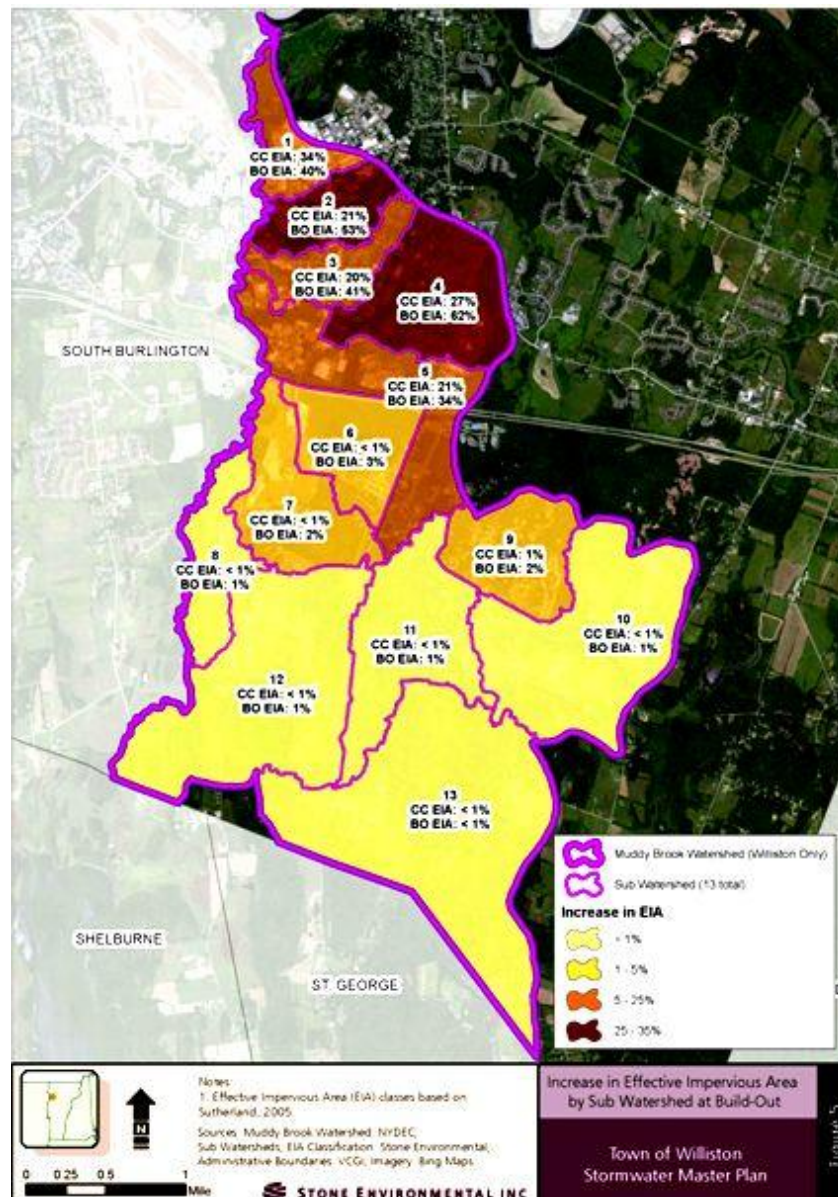 1
CC EIA: 34%
BO EIA: 40%
2
CC EIA: 21%
BO EIA: 53%
3
CC EIA: 20%
BO EIA: 41%
4
CC EIA: 27%
BO EIA: 62%
SOUTH BURLINGTON
5
CC EIA: 21%
BO EIA: 34%
6
CC EIA: < 1%
BO EIA: 3%
7
CC EIA: < 1%
BO EIA: 2%
8
CC EIA: < 1%
BO EIA: 1%
9
CC EIA: 1%
BO EIA: 2%
10
CC EIA: < 1%
BO EIA: 1%
11
CC EIA: < 1%
BO EIA: 1%
12
CC EIA: < 1%
BO EIA: 1%
13
CC EIA: < 1%
BO EIA: < 1%
SHELBURNE
ST. GEORGE
Muddy Brook Watershed (Williston Only)
Sub Watershed (13 total)
Increase in EIA
< 1%
1 - 5%
5 - 25%
25 - 35%
N
0 0.25 0.5 1
Mile
Notes:
1. Effective Impervious Area (EIA) classes based on
Sutherland, 2005.
Sources: Muddy Brook Watershed: NYDEC,
Sub Watersheds, EIA Classification: Stone Environmental,
Administrative Boundaries: VCGI, Imagery: Bing Maps
STONE ENVIRONMENTAL INC
Increase in Effective Impervious Area
by Sub Watershed at Build-Out
Town of Williston
Stormwater Master Plan
Figure 5